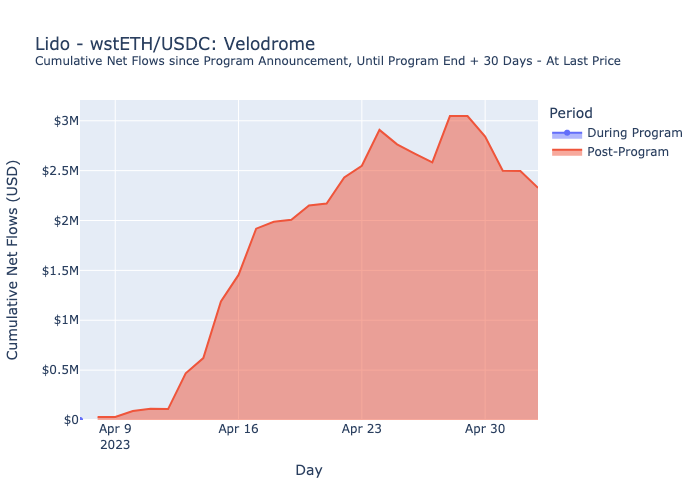 Lido - wstETH/USDC: Velodrome
Cumulative Net Flows since Program Announcement, Until Program End + 30 Days - At Last Price
Period
During Program
Post-Program
Cumulative Net Flows (USD)
$3M
$2.5M
$2M
$1.5M
$1M
$0.5M
$0
Apr 9
2023
Apr 16
Apr 23
Apr 30
Day